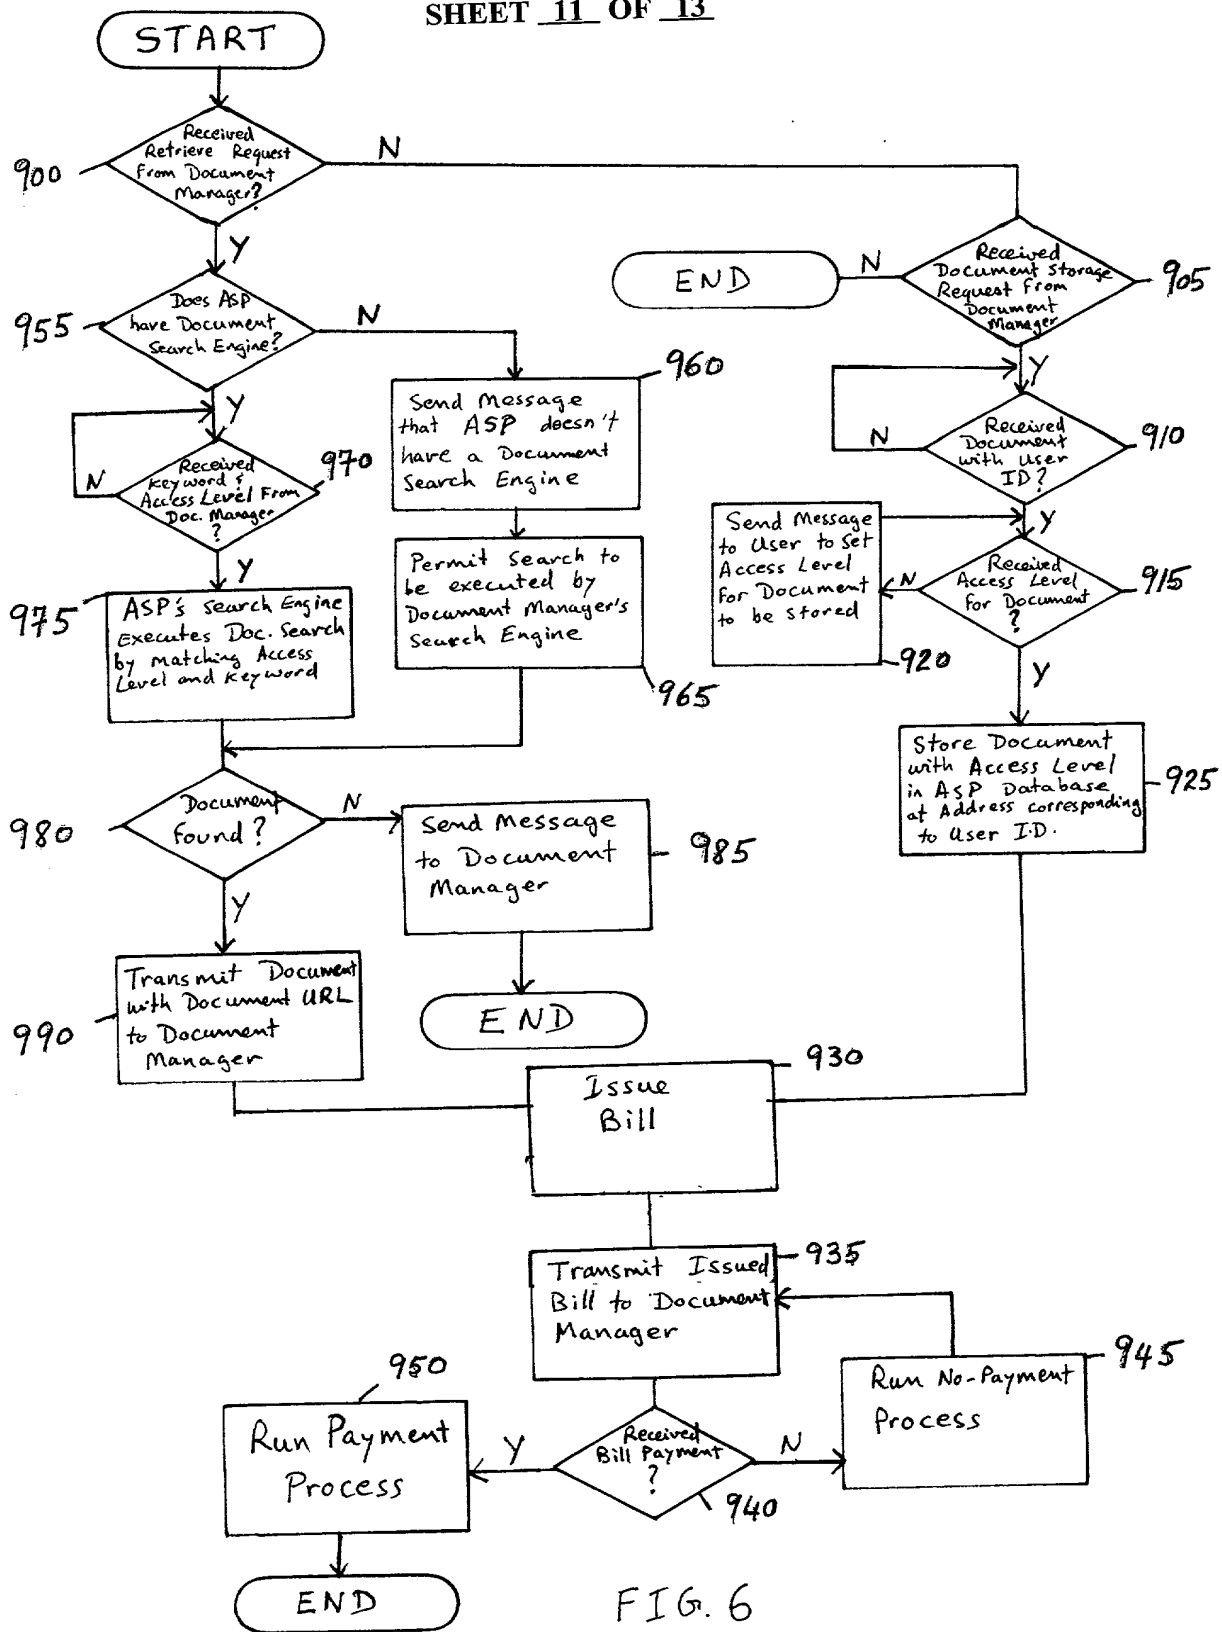 SHEET 11 OF 13
START
900
Received
Retrieve Request
From Document
Manager?
N
Y
955
Does ASP
have Document
Search Engine?
N
Y
END
N
Received
Document Storage
Request From
Document
Manager
905
Y
960
Send Message
that ASP doesn't
have a Document
Search Engine
N
Received
Keyword &
Access Level From
Doc. Manager
?
970
Y
N
Received
Document
with User
ID?
910
Y
Permit Search to
be executed by
Document Manager's
Search Engine
965
Send Message
to User to Set
Access Level
For Document
to be Stored
920
N
Received
Access Level
For Document
?
915
Y
975
ASP's Search Engine
Executes Doc. Search
by Matching Access
Level and Keyword
Store Document
with Access Level
in ASP Database
at Address corresponding
to User I.D.
925
980
Document
Found?
N
Y
Send Message
to Document
Manager
985
END
990
Transmit Document
with Document URL
to Document
Manager
930
Issue
Bill
935
Transmit Issued
Bill to Document
Manager
945
Run No-Payment
Process
950
Run Payment
Process
Y
Received
Bill Payment
?
N
940
END
FIG. 6